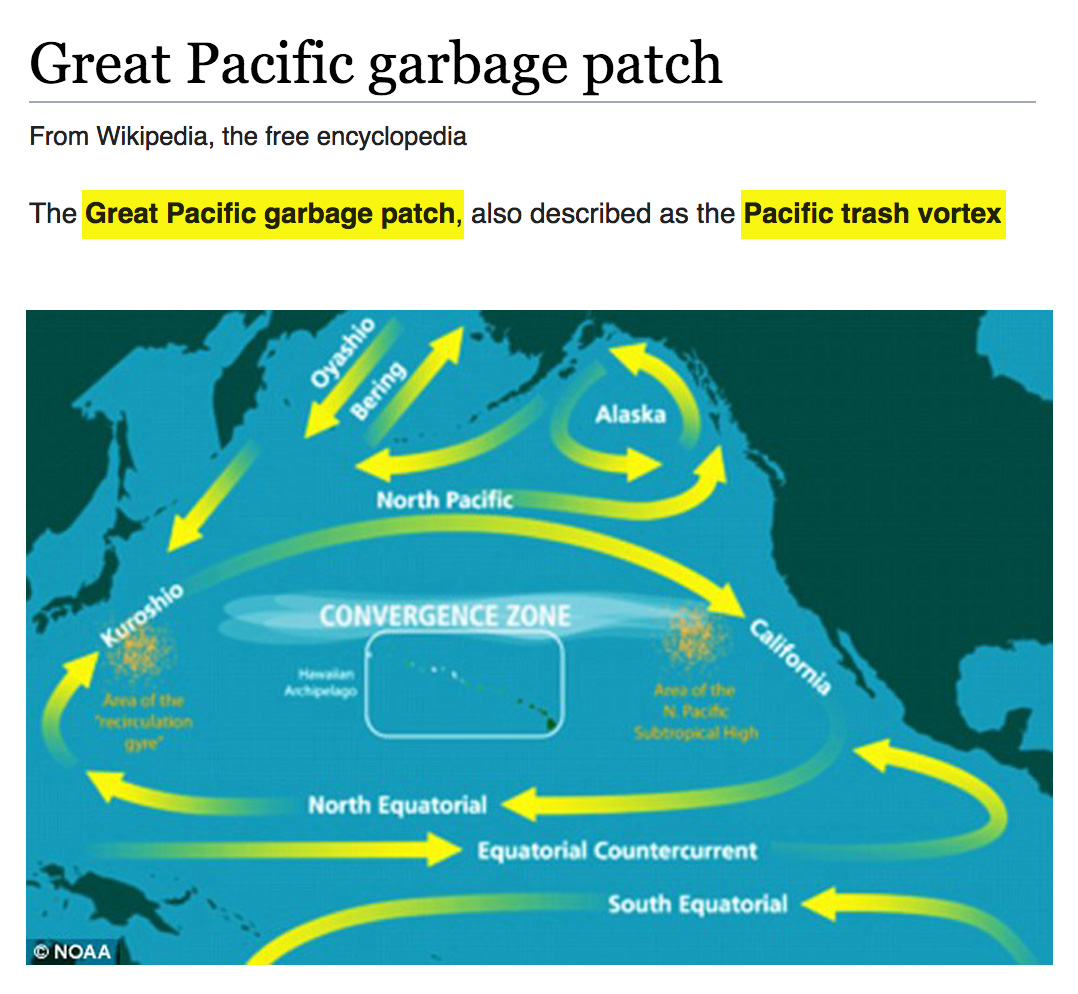 Great Pacific garbage patch
From Wikipedia, the free encyclopedia
The Great Pacific garbage patch, also described as the Pacific trash vortex
Oyashio
Bering
Alaska
North Pacific
Kuroshio
CONVERGENCE ZONE
California
Hawaiian
Archipelago
Area of the
"recirculation
gyre"
Area of the
N. Pacific
Subtropical High
North Equatorial
Equatorial Countercurrent
South Equatorial
© NOAA